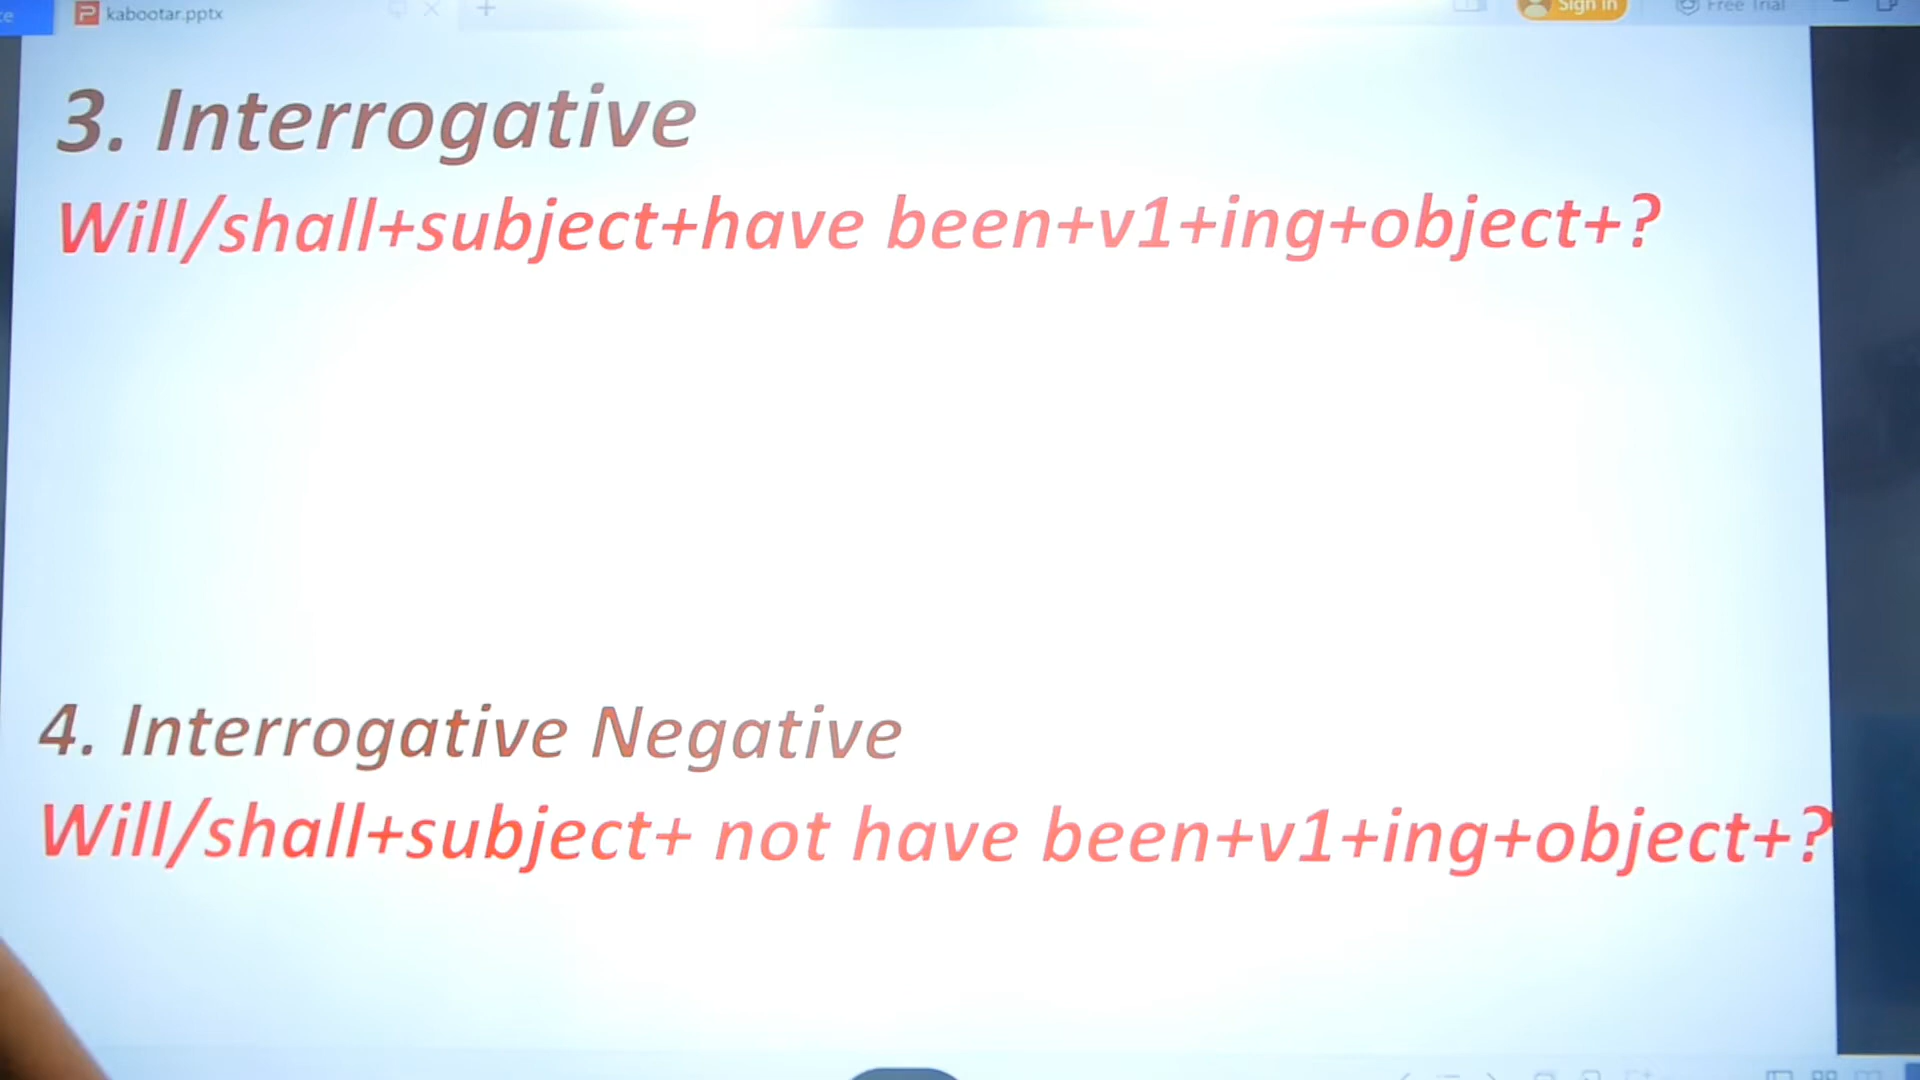 kabootar.pptx
Sign in
Free Trial
3. Interrogative
Will/shall+subject+have been+v1+ing+object+?
4. Interrogative Negative
Will/shall+subject+ not have been+v1+ing+object+?